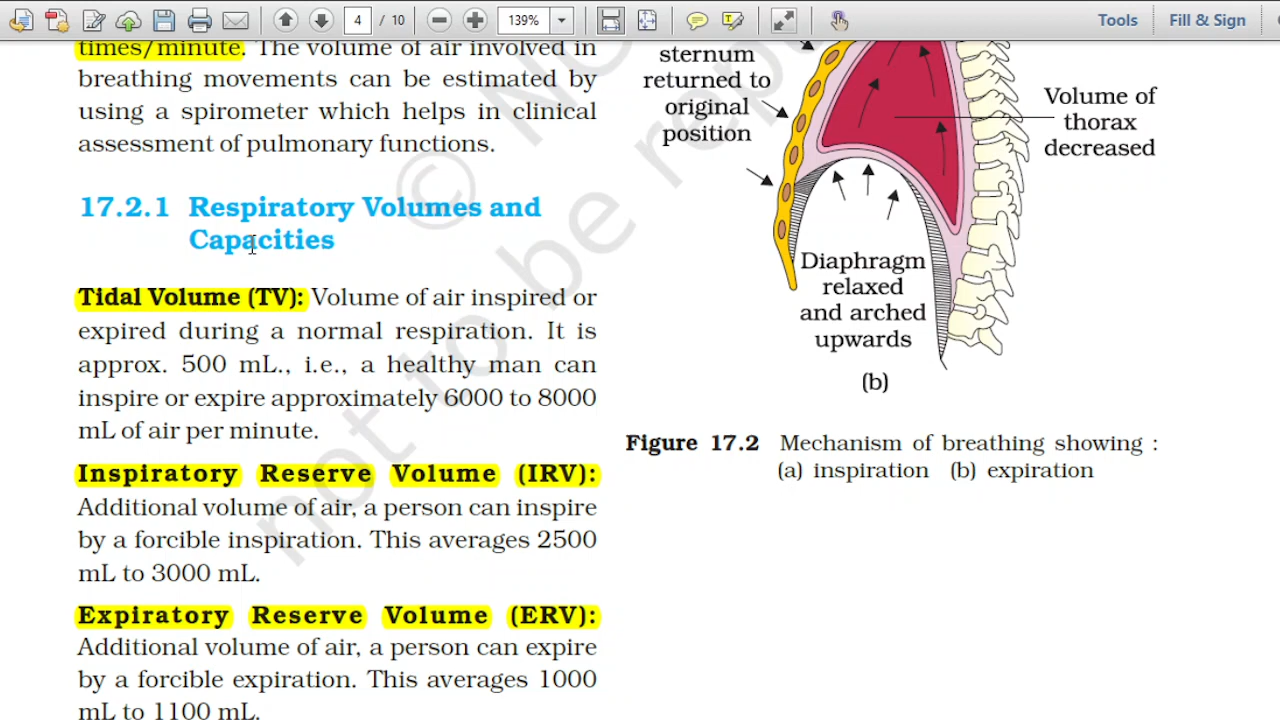 4 / 10
139%
Tools
Fill & Sign
times/minute. The volume of air involved in
breathing movements can be estimated by
using a spirometer which helps in clinical
assessment of pulmonary functions.
17.2.1 Respiratory Volumes and
Capacities
Tidal Volume (TV): Volume of air inspired or
expired during a normal respiration. It is
approx. 500 mL., i.e., a healthy man can
inspire or expire approximately 6000 to 8000
mL of air per minute.
Inspiratory Reserve Volume (IRV):
Additional volume of air, a person can inspire
by a forcible inspiration. This averages 2500
mL to 3000 mL.
Expiratory Reserve Volume (ERV):
Additional volume of air, a person can expire
by a forcible expiration. This averages 1000
mL to 1100 mL.
sternum
returned to
original
position
Volume of
thorax
decreased
Diaphragm
relaxed
and arched
upwards
(b)
Figure 17.2 Mechanism of breathing showing :
(a) inspiration (b) expiration
not to be